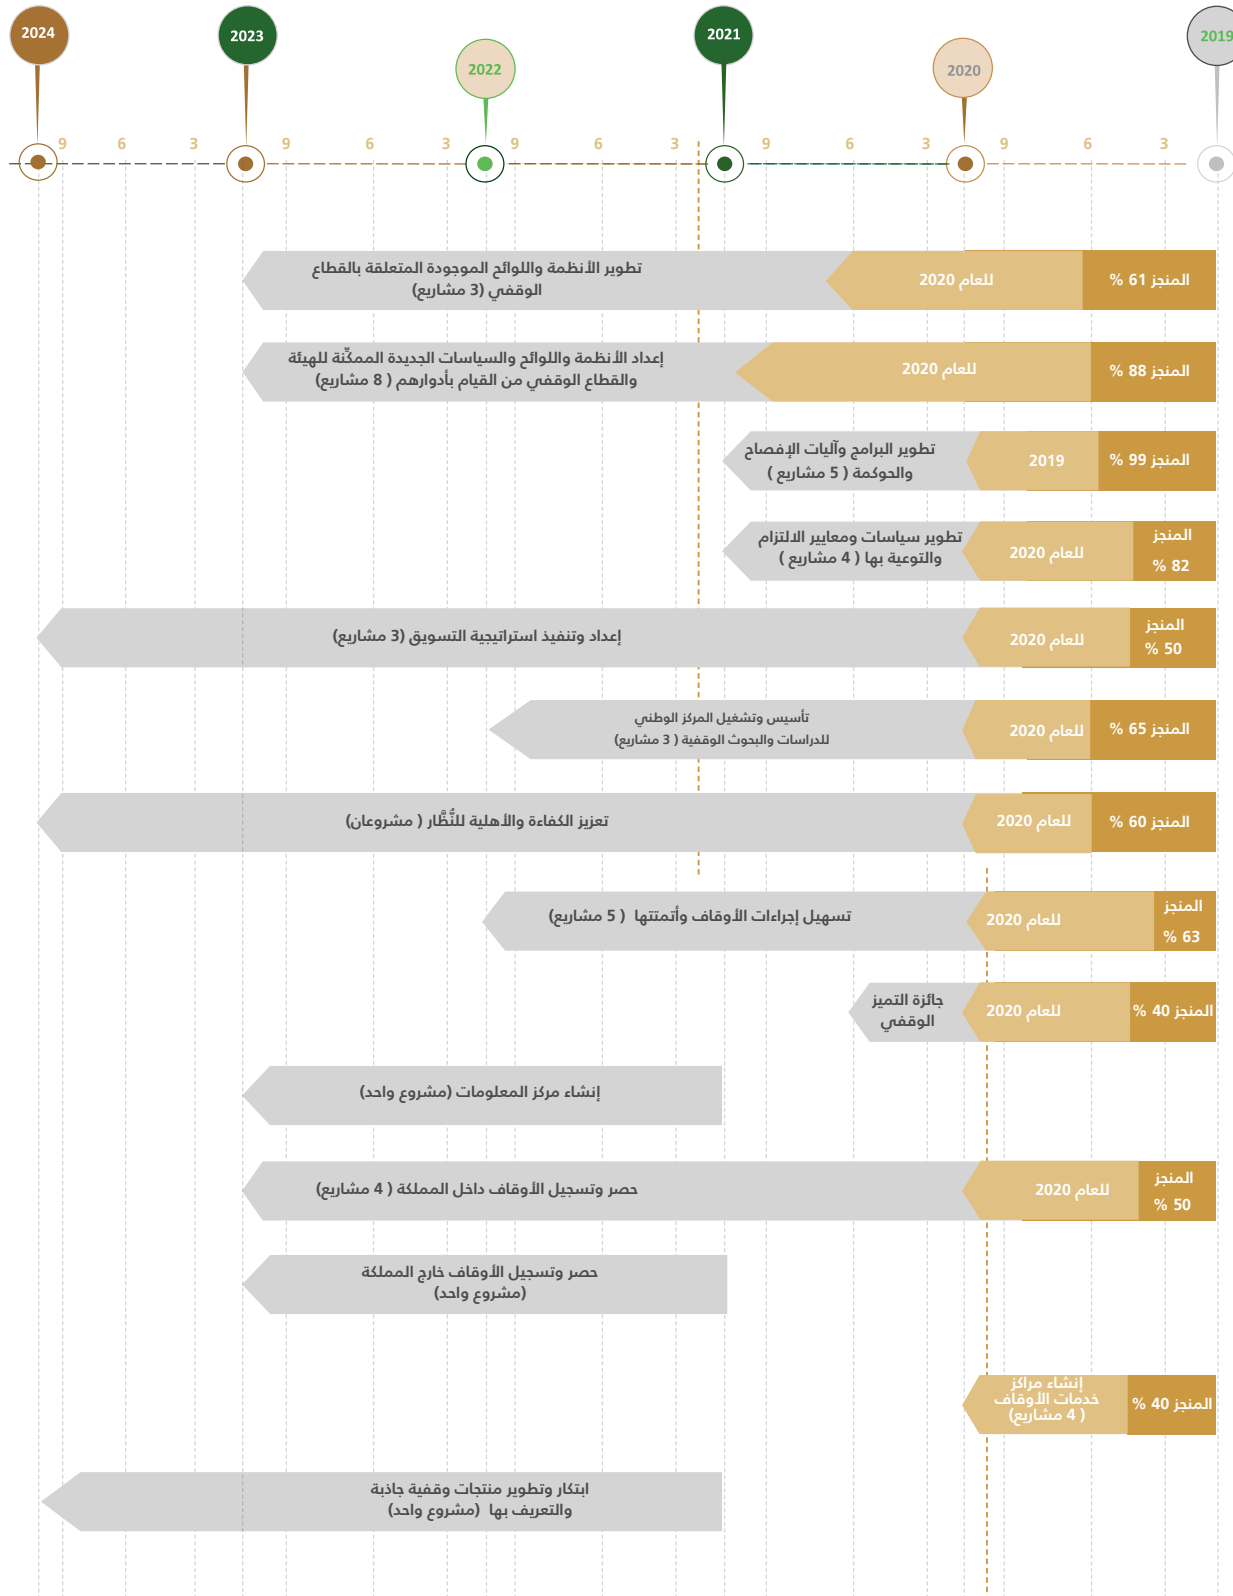 2019
2020
2021
2022
2023
2024
3 6 9 3 6 9 3 6 9 3 6 9 3 6 9
المنجز 61 %
للعام 2020
تطوير الأنظمة واللوائح الموجودة المتعلقة بالقطاع
الوقفي (3 مشاريع)
المنجز 88 %
للعام 2020
إعداد الأنظمة واللوائح والسياسات الجديدة الممكِّنة للهيئة
والقطاع الوقفي من القيام بأدوارهم ( 8 مشاريع)
المنجز 99 %
2019
تطوير البرامج وآليات الإفصاح
والحوكمة ( 5 مشاريع )
المنجز
82 %
للعام 2020
تطوير سياسات ومعايير الالتزام
والتوعية بها ( 4 مشاريع )
المنجز
50 %
للعام 2020
إعداد وتنفيذ استراتيجية التسويق (3 مشاريع)
المنجز 65 %
للعام 2020
تأسيس وتشغيل المركز الوطني
للدراسات والبحوث الوقفية ( 3 مشاريع)
المنجز 60 %
للعام 2020
تعزيز الكفاءة والأهلية للنُّظَّار ( مشروعان)
المنجز
63 %
للعام 2020
تسهيل إجراءات الأوقاف وأتمتتها ( 5 مشاريع)
المنجز 40 %
للعام 2020
جائزة التميز
الوقفي
إنشاء مركز المعلومات (مشروع واحد)
المنجز
50 %
للعام 2020
حصر وتسجيل الأوقاف داخل المملكة ( 4 مشاريع)
حصر وتسجيل الأوقاف خارج المملكة
(مشروع واحد)
المنجز 40 %
إنشاء مراكز
خدمات الأوقاف
( 4 مشاريع)
ابتكار وتطوير منتجات وقفية جاذبة
والتعريف بها (مشروع واحد)